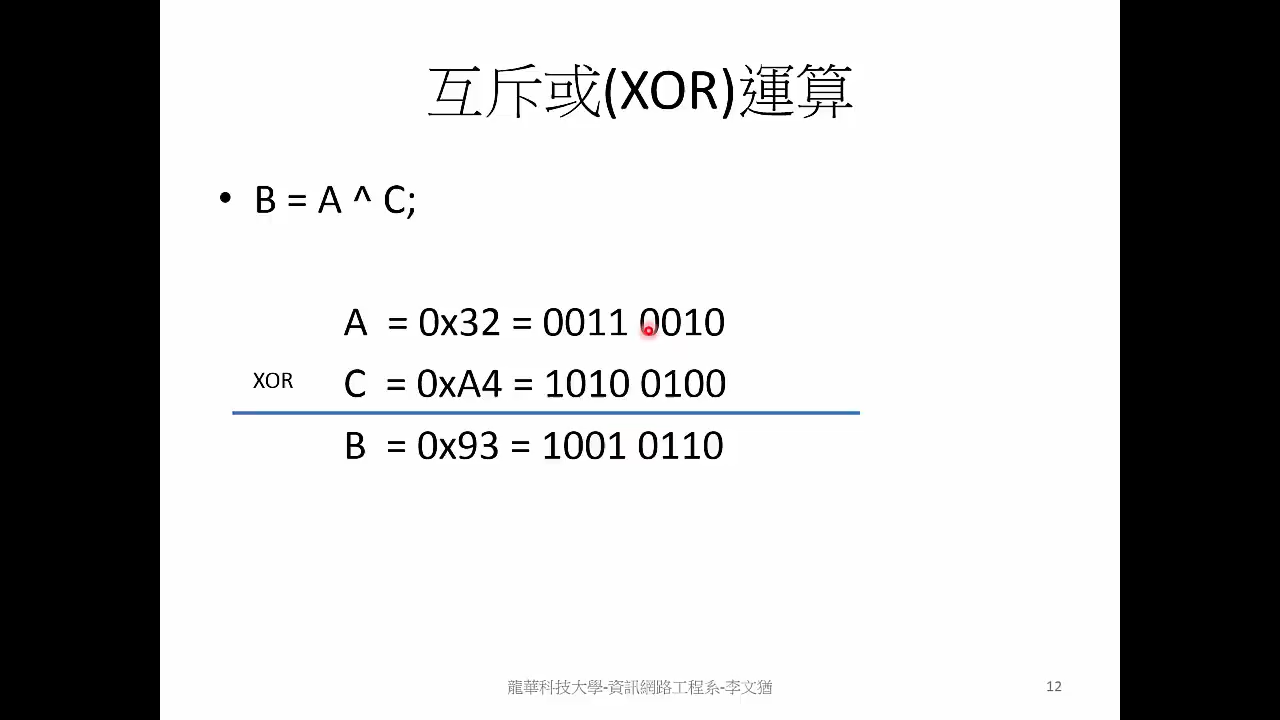 互斥或(XOR)運算
• B = A ^ C;
A = 0x32 = 0011 0010
XOR C = 0xA4 = 1010 0100
B = 0x93 = 1001 0110
龍華科技大學-資訊網路工程系-李文猶 12